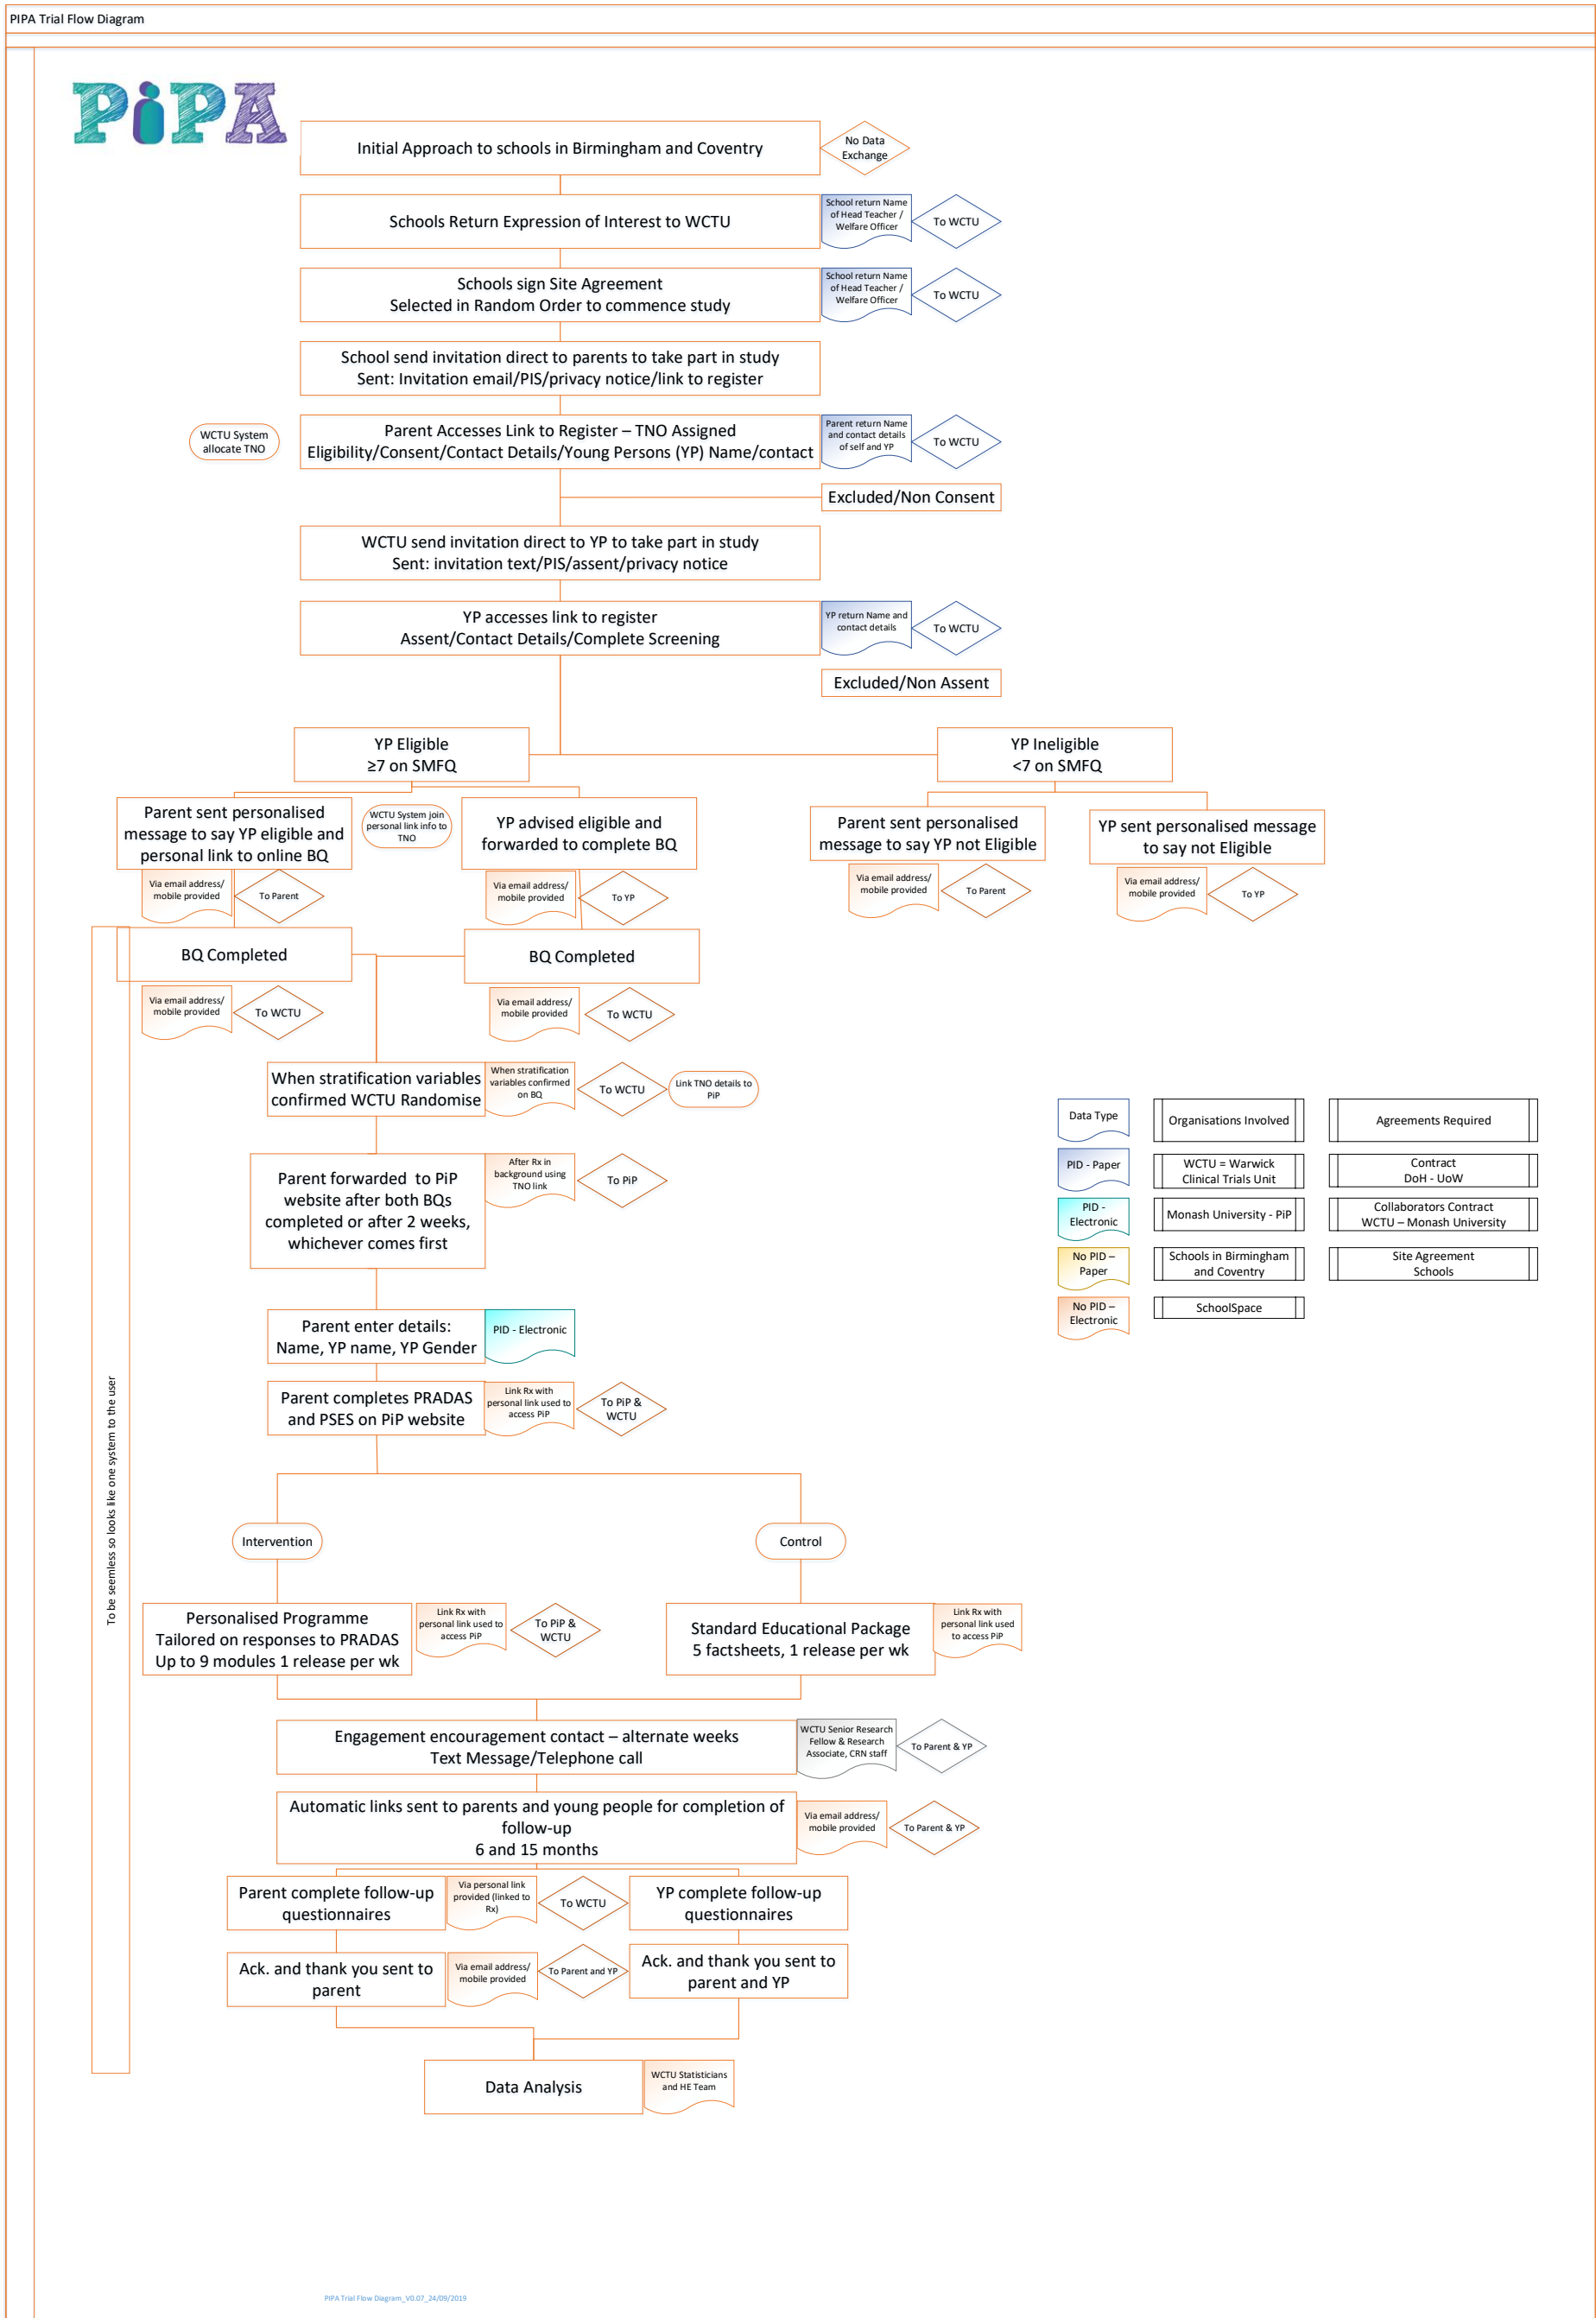 PIPA Trial Flow Diagram
PiPA
Initial Approach to schools in Birmingham and Coventry
No Data
Exchange
Schools Return Expression of Interest to WCTU
School return Name
of Head Teacher /
Welfare Officer
To WCTU
Schools sign Site Agreement
Selected in Random Order to commence study
School return Name
of Head Teacher /
Welfare Officer
To WCTU
School send invitation direct to parents to take part in study
Sent: Invitation email/PIS/privacy notice/link to register
WCTU System
allocate TNO
Parent Accesses Link to Register – TNO Assigned
Eligibility/Consent/Contact Details/Young Persons (YP) Name/contact
Parent return Name
and contact details
of self and YP
To WCTU
Excluded/Non Consent
WCTU send invitation direct to YP to take part in study
Sent: invitation text/PIS/assent/privacy notice
YP accesses link to register
Assent/Contact Details/Complete Screening
YP return Name and
contact details
To WCTU
Excluded/Non Assent
YP Eligible
≥7 on SMFQ
YP Ineligible
<7 on SMFQ
Parent sent personalised
message to say YP eligible and
personal link to online BQ
WCTU System join
personal link info to
TNO
YP advised eligible and
forwarded to complete BQ
Parent sent personalised
message to say YP not Eligible
YP sent personalised message
to say not Eligible
Via email address/
mobile provided
To Parent
Via email address/
mobile provided
To YP
Via email address/
mobile provided
To Parent
Via email address/
mobile provided
To YP
BQ Completed
BQ Completed
Via email address/
mobile provided
To WCTU
Via email address/
mobile provided
To WCTU
When stratification variables
confirmed WCTU Randomise
When stratification
variables confirmed
on BQ
To WCTU
Link TNO details to
PiP
Parent forwarded  to PiP
website after both BQs
completed or after 2 weeks,
whichever comes first
After Rx in
background using
TNO link
To PiP
Data Type
Organisations Involved
Agreements Required
PID - Paper
WCTU = Warwick
Clinical Trials Unit
Contract
DoH - UoW
PID -
Electronic
Monash University - PiP
Collaborators Contract
WCTU – Monash University
No PID –
Paper
Schools in Birmingham
and Coventry
Site Agreement
Schools
No PID –
Electronic
SchoolSpace
Parent enter details:
Name, YP name, YP Gender
PID - Electronic
Parent completes PRADAS
and PSES on PiP website
Link Rx with
personal link used to
access PiP
To PiP &
WCTU
To be seemless so looks like one system to the user
Intervention
Control
Personalised Programme
Tailored on responses to PRADAS
Up to 9 modules 1 release per wk
Link Rx with
personal link used to
access PiP
To PiP &
WCTU
Standard Educational Package
5 factsheets, 1 release per wk
Link Rx with
personal link used
to access PiP
Engagement encouragement contact – alternate weeks
Text Message/Telephone call
WCTU Senior Research
Fellow & Research
Associate, CRN staff
To Parent & YP
Automatic links sent to parents and young people for completion of
follow-up
6 and 15 months
Via email address/
mobile provided
To Parent & YP
Parent complete follow-up
questionnaires
Via personal link
provided (linked to
Rx)
To WCTU
YP complete follow-up
questionnaires
Ack. and thank you sent to
parent
Via email address/
mobile provided
To Parent and YP
Ack. and thank you sent to
parent and YP
Data Analysis
WCTU Statisticians
and HE Team
PIPA Trial Flow Diagram_V0.07_24/09/2019